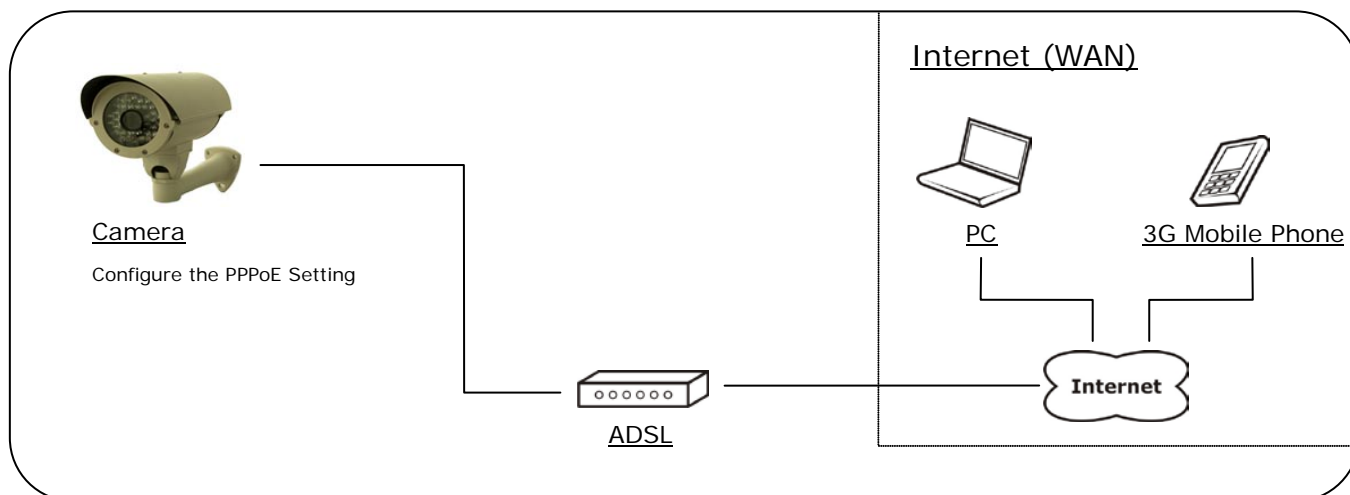 Internet (WAN)
Camera
Configure the PPPoE Setting
PC
3G Mobile Phone
Internet
ADSL